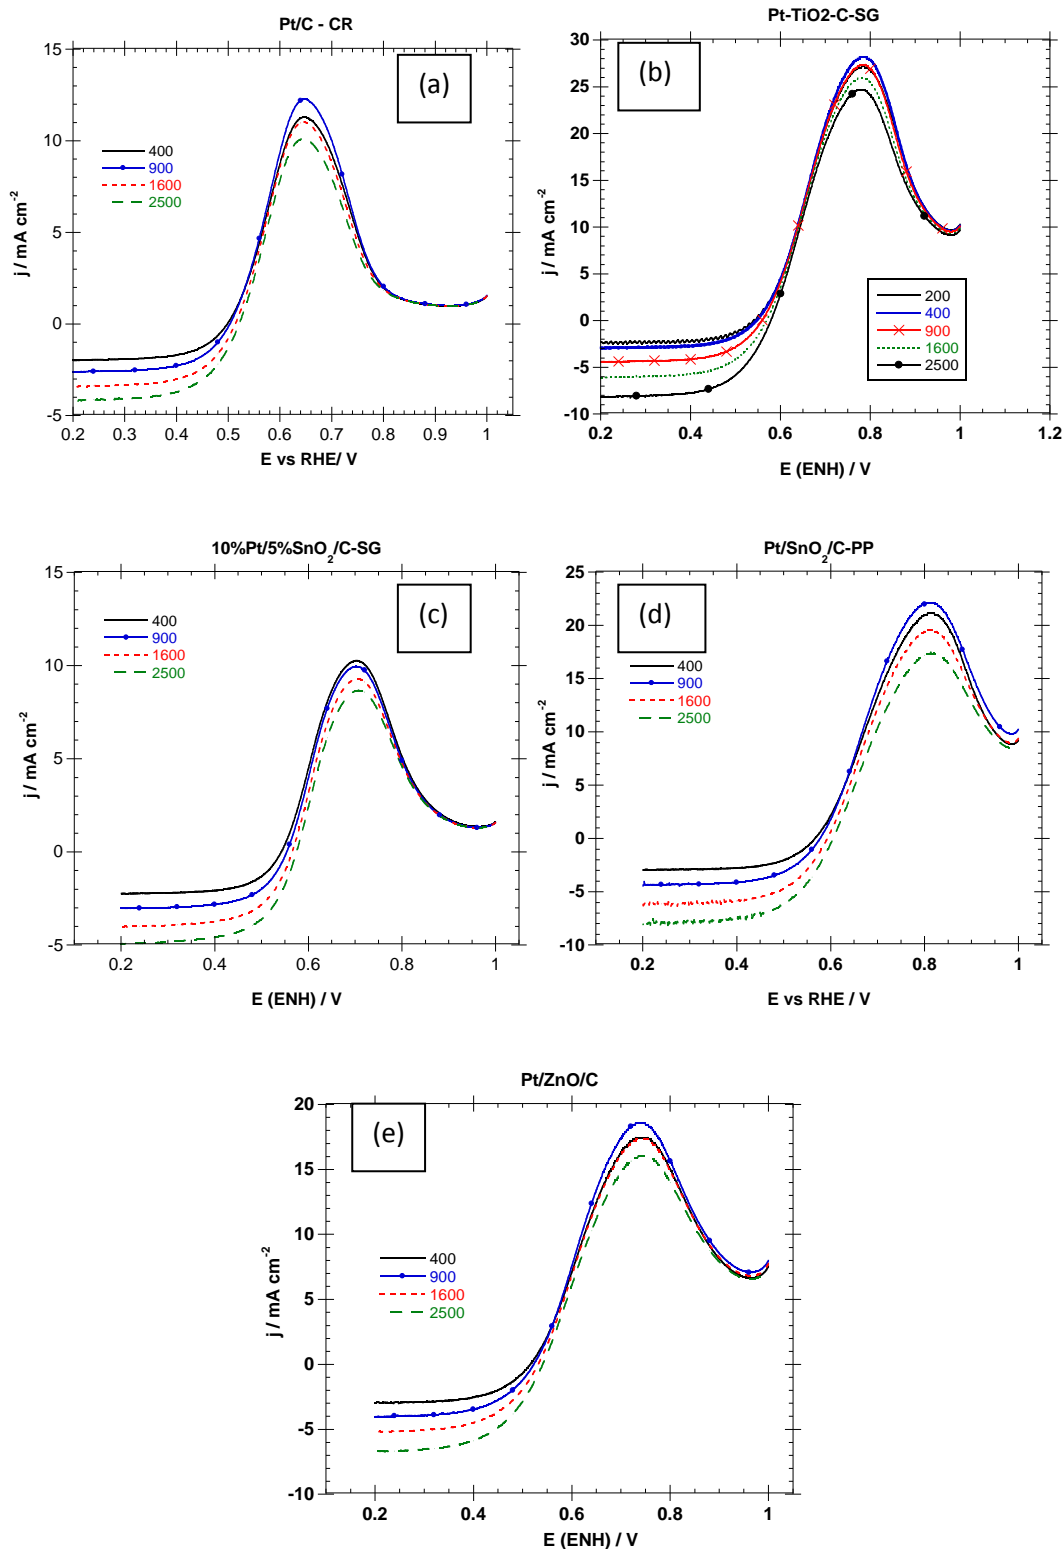 Pt/C - CR
(a)
15
10
5
0
-5
j / mA cm-2
400
900
1600
2500
0.2 0.3 0.4 0.5 0.6 0.7 0.8 0.9 1
E vs RHE/ V
Pt-TiO2-C-SG
(b)
30
25
20
15
10
5
0
-5
-10
j / mA cm-2
200
400
900
1600
2500
0.2 0.4 0.6 0.8 1 1.2
E (ENH) / V
10%Pt/5%SnO2/C-SG
(c)
15
10
5
0
-5
j / mA cm-2
400
900
1600
2500
0.2 0.4 0.6 0.8 1
E (ENH) / V
Pt/SnO2/C-PP
(d)
25
20
15
10
5
0
-5
-10
j / mA cm-2
400
900
1600
2500
0.2 0.4 0.6 0.8 1
E vs RHE / V
Pt/ZnO/C
(e)
20
15
10
5
0
-5
-10
j / mA cm-2
400
900
1600
2500
0.2 0.4 0.6 0.8 1
E (ENH) / V